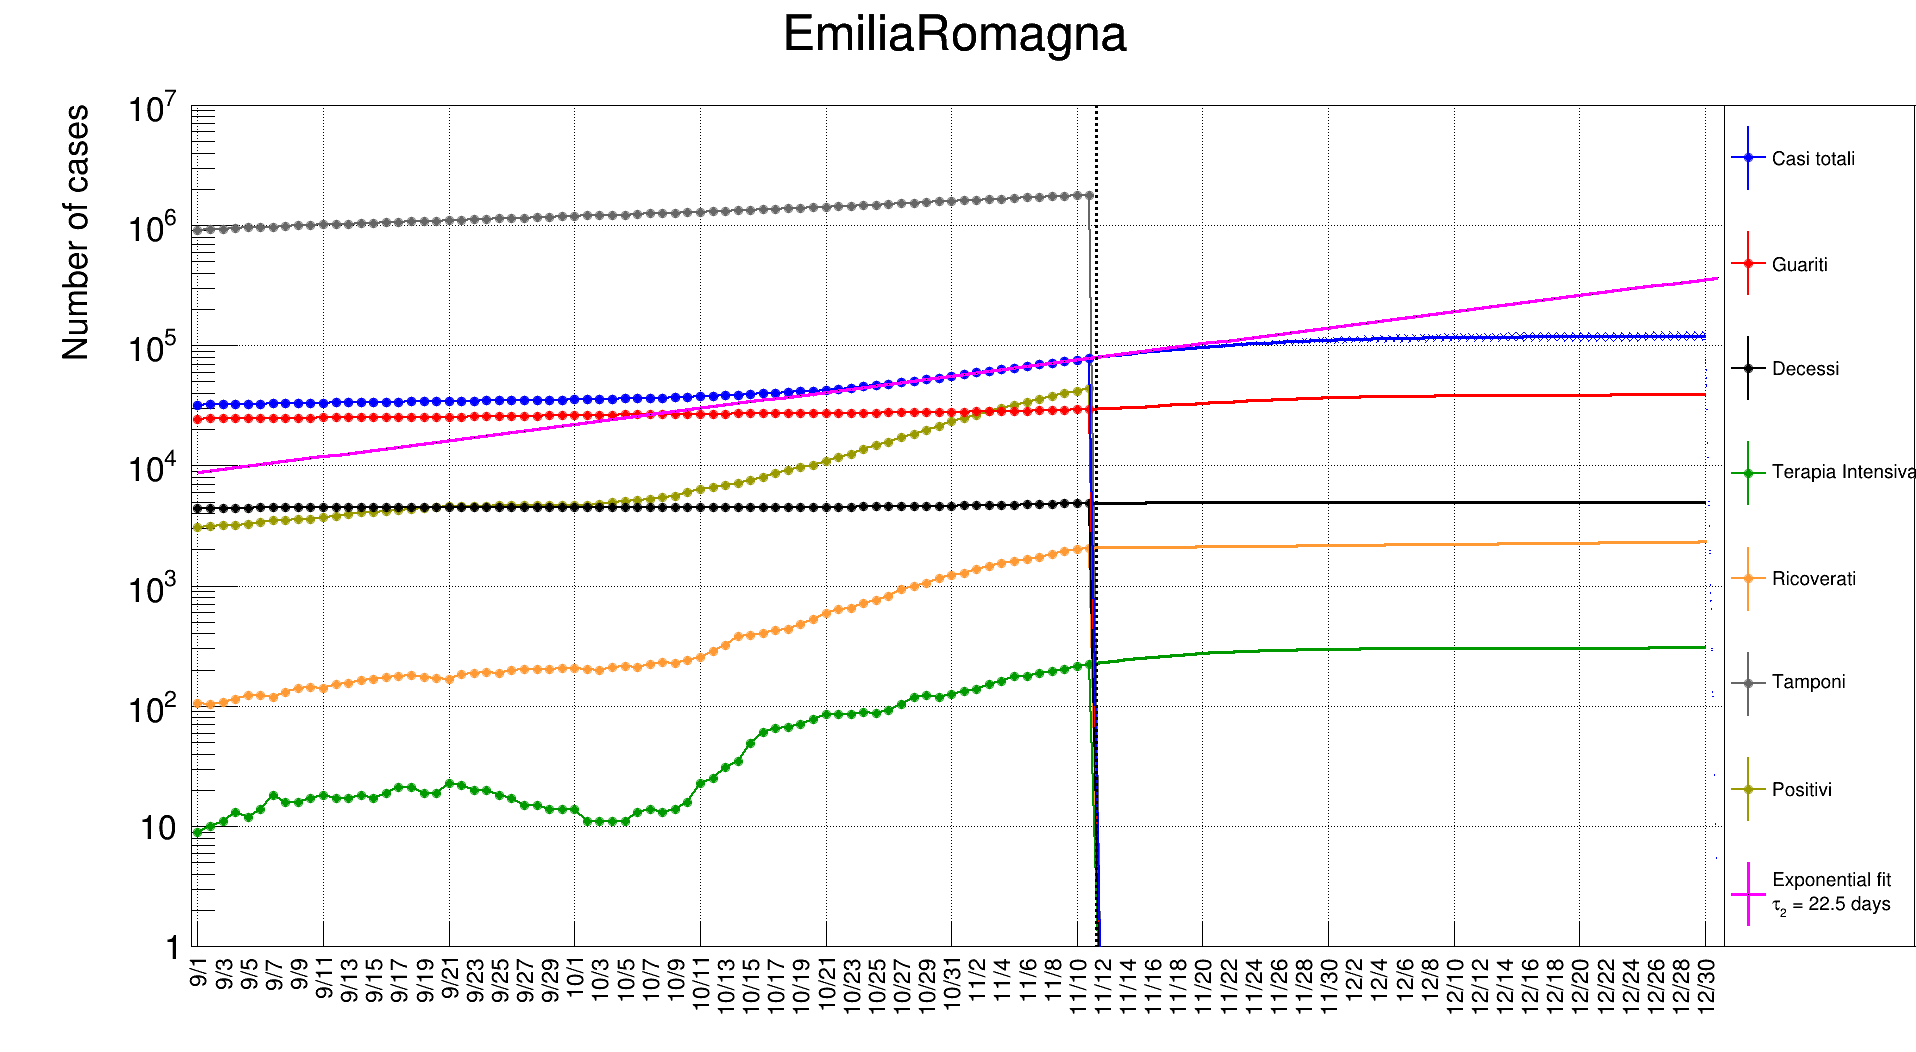 EmiliaRomagna
Number of cases
10^7
10^6
10^5
10^4
10^3
10^2
10
1
9/1 9/3 9/5 9/7 9/9 9/11 9/13 9/15 9/17 9/19 9/21 9/23 9/25 9/27 9/29 10/1 10/3 10/5 10/7 10/9 10/11 10/13 10/15 10/17 10/19 10/21 10/23 10/25 10/27 10/29 10/31 11/2 11/4 11/6 11/8 11/10 11/12 11/14 11/16 11/18 11/20 11/22 11/24 11/26 11/28 11/30 12/2 12/4 12/6 12/8 12/10 12/12 12/14 12/16 12/18 12/20 12/22 12/24 12/26 12/28 12/30
Casi totali
Guariti
Decessi
Terapia Intensiva
Ricoverati
Tamponi
Positivi
Exponential fit
τ₂ = 22.5 days